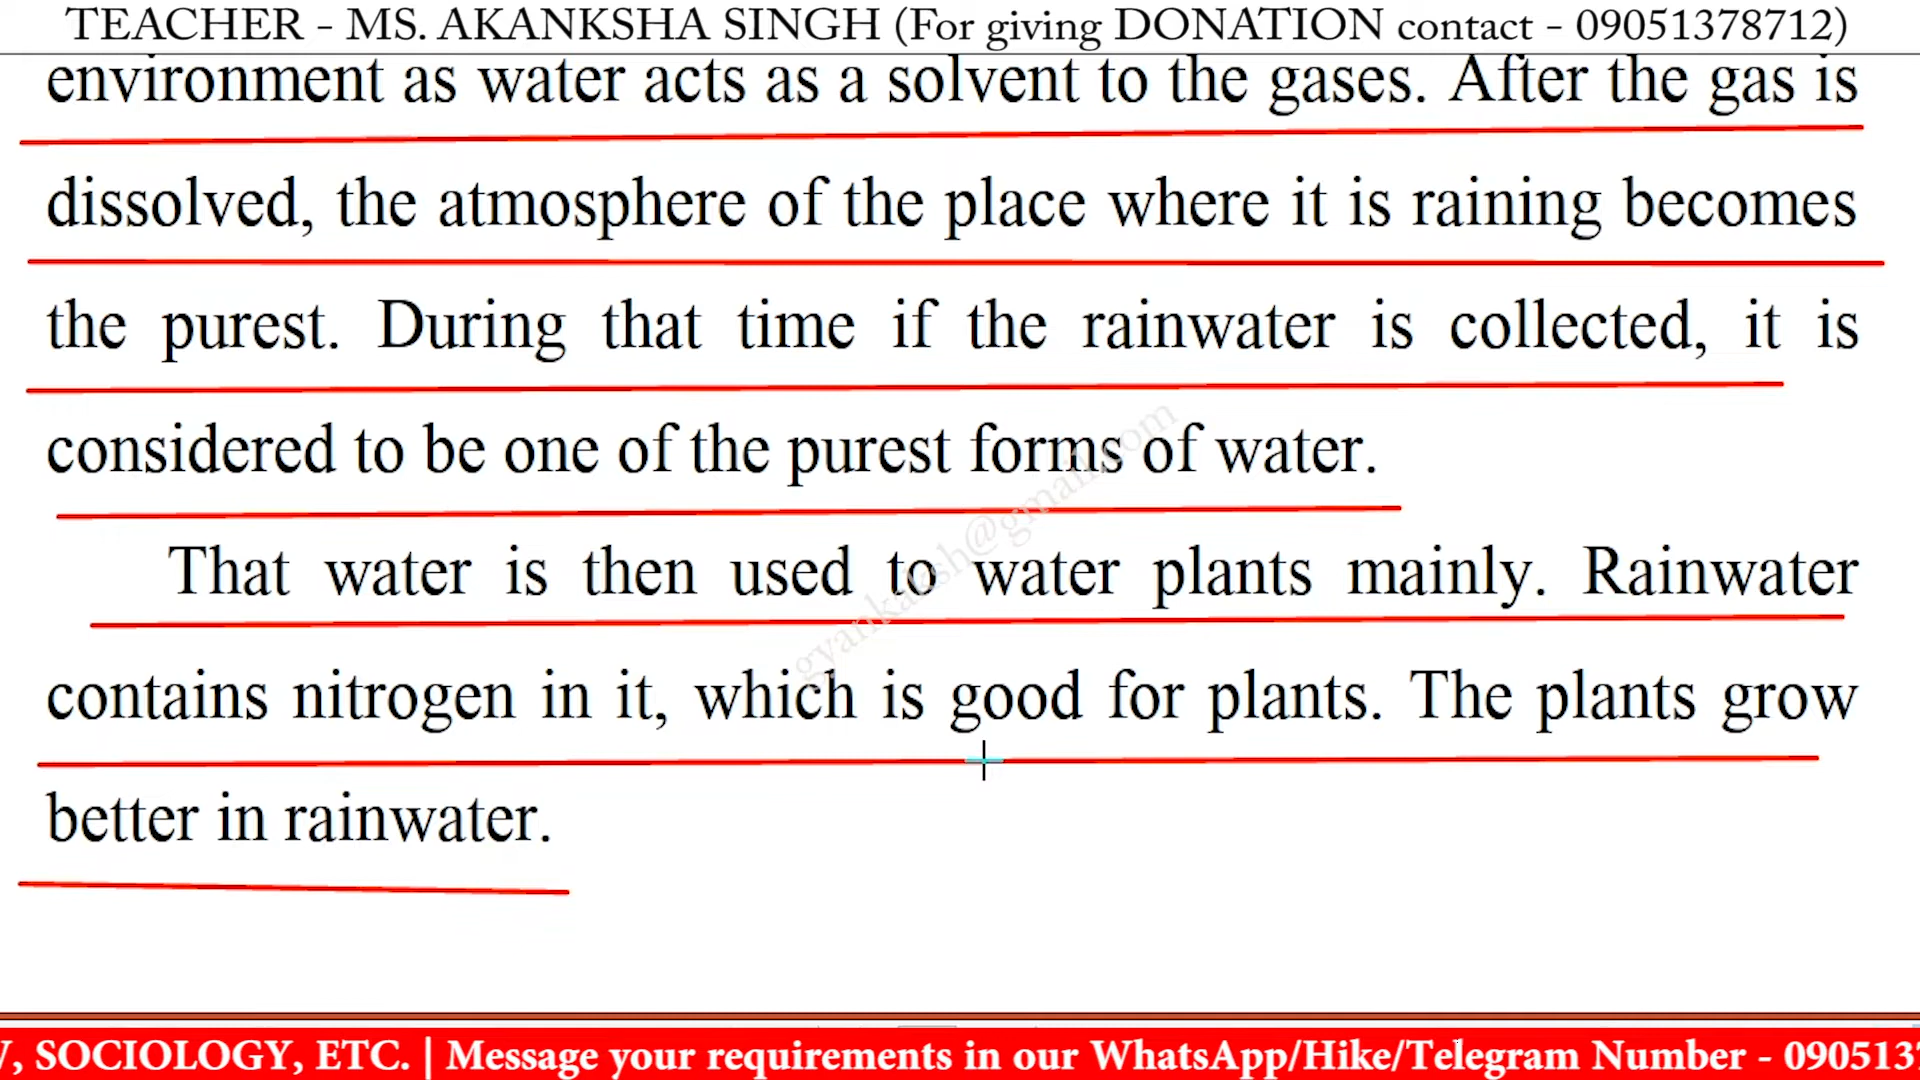 TEACHER - MS. AKANKSHA SINGH (For giving DONATION contact - 09051378712)
environment as water acts as a solvent to the gases. After the gas is
dissolved, the atmosphere of the place where it is raining becomes
the purest. During that time if the rainwater is collected, it is
considered to be one of the purest forms of water.
gyankaksh@gmail.com
That water is then used to water plants mainly. Rainwater
contains nitrogen in it, which is good for plants. The plants grow
better in rainwater.
, SOCIOLOGY, ETC. | Message your requirements in our WhatsApp/Hike/Telegram Number - 090513